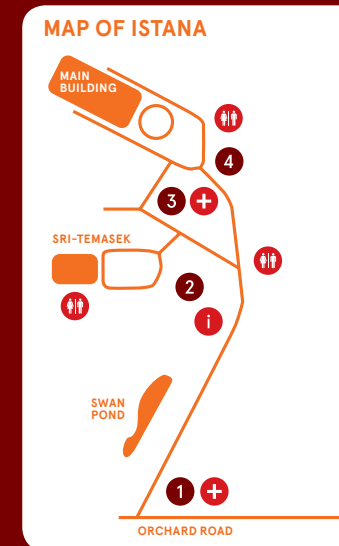 MAP OF ISTANA
MAIN
BUILDING
4
3
SRI-TEMASEK
2
i
SWAN
POND
1
ORCHARD ROAD